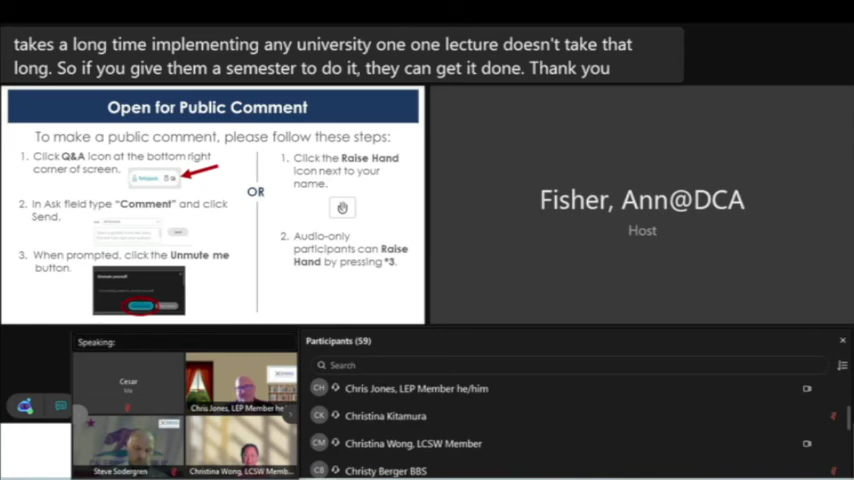 takes a long time implementing any university one one lecture doesn't take that
long. So if you give them a semester to do it, they can get it done. Thank you
Open for Public Comment
To make a public comment, please follow these steps:
1. Click Q&A icon at the bottom right
corner of screen.
2. In Ask field type "Comment" and click
Send.
3. When prompted, click the Unmute me
button.
OR
1. Click the Raise Hand
icon next to your
name.
2. Audio-only
participants can Raise
Hand by pressing *3.
Fisher, Ann@DCA
Host
Speaking:
Cesar
Chris Jones, LEP Member he
Steve Sodergren
Christina Wong, LCSW Memb...
Participants (59)
Search
CH Chris Jones, LEP Member he/him
CK Christina Kitamura
CM Christina Wong, LCSW Member
CB Christy Berger BBS